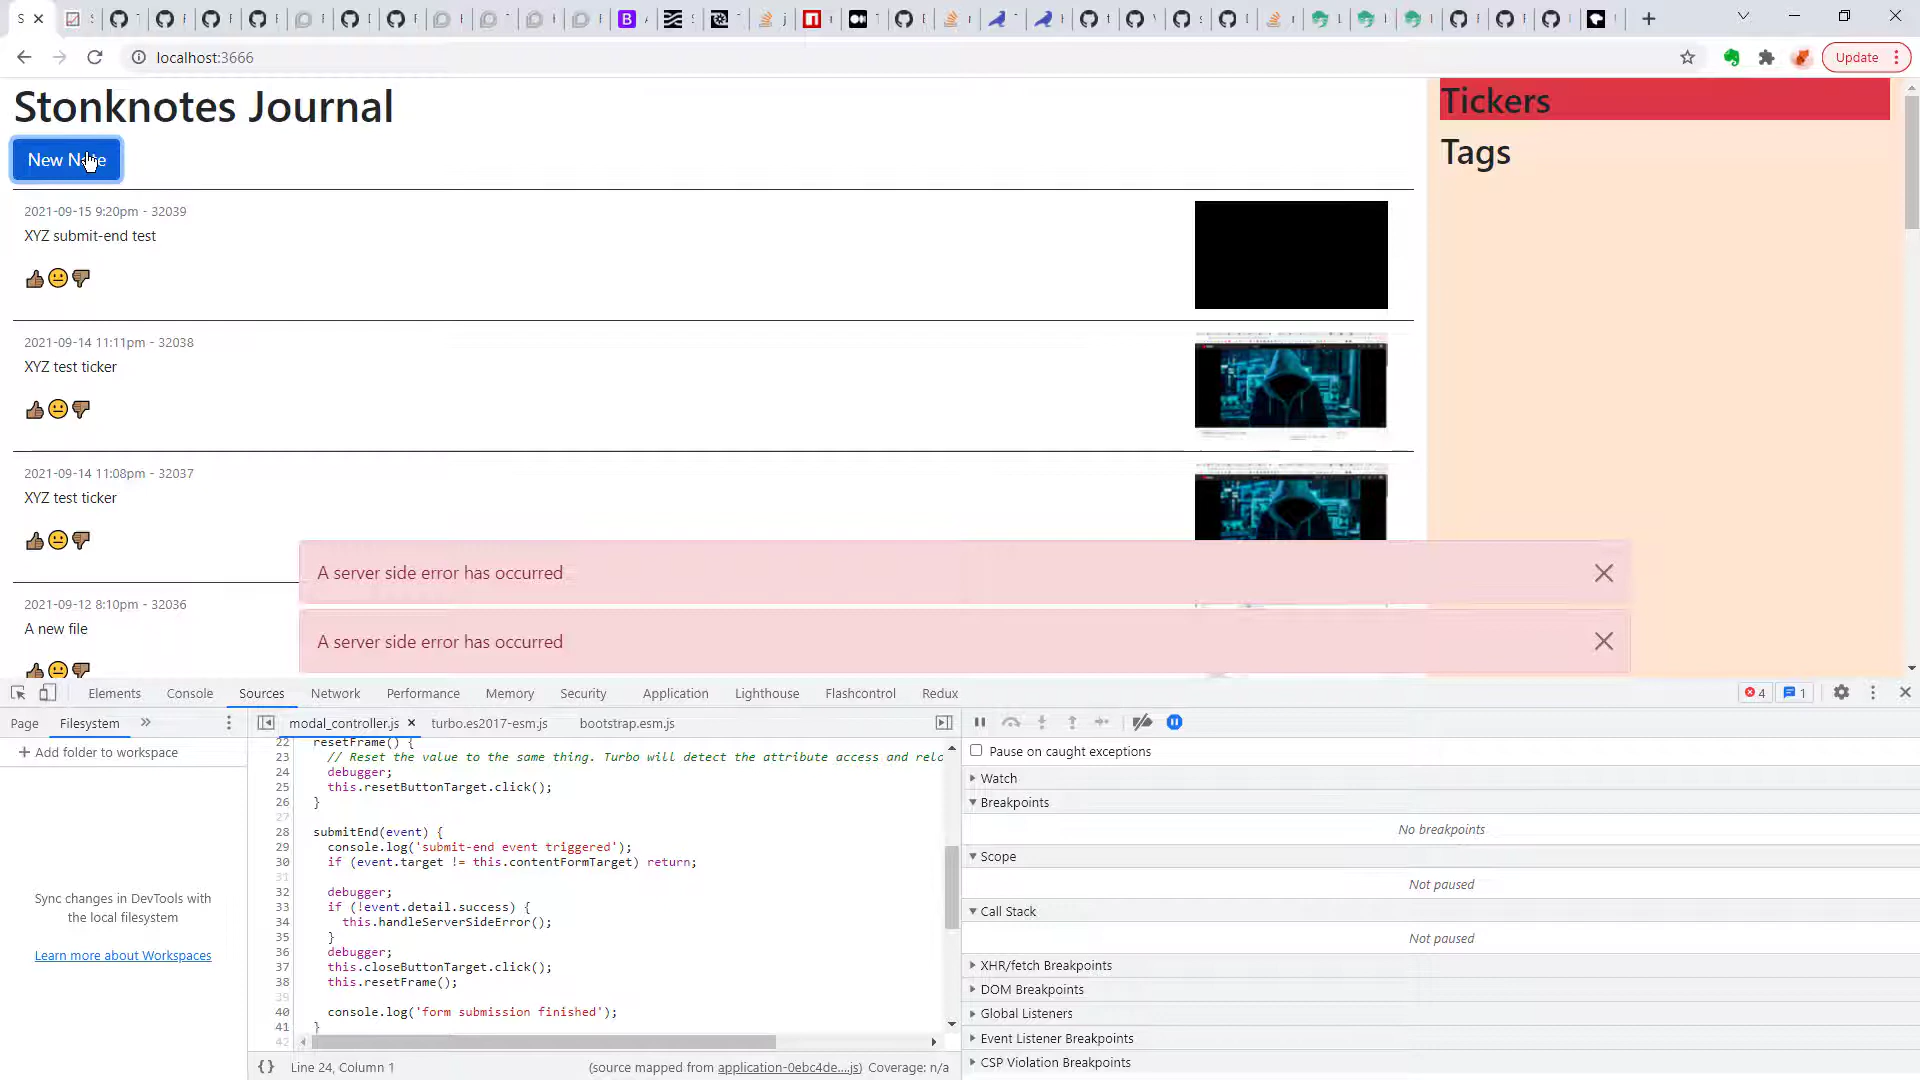 localhost:3666
Update
Stonknotes Journal
New Note
2021-09-15 9:20pm - 32039
XYZ submit-end test
2021-09-14 11:11pm - 32038
XYZ test ticker
2021-09-14 11:08pm - 32037
XYZ test ticker
2021-09-12 8:10pm - 32036
A new file
Tickers
Tags
A server side error has occurred
A server side error has occurred
Elements Console Sources Network Performance Memory Security Application Lighthouse Flashcontrol Redux 4 1
Page Filesystem »
+ Add folder to workspace
Sync changes in DevTools with
the local filesystem
Learn more about Workspaces
modal_controller.js turbo.es2017-esm.js bootstrap.esm.js
22 resetFrame() {
23 // Reset the value to the same thing. Turbo will detect the attribute access and relo
24 debugger;
25 this.resetButtonTarget.click();
26 }
27
28 submitEnd(event) {
29 console.log('submit-end event triggered');
30 if (event.target != this.contentFormTarget) return;
31
32 debugger;
33 if (!event.detail.success) {
34 this.handleServerSideError();
35 }
36 debugger;
37 this.closeButtonTarget.click();
38 this.resetFrame();
39
40 console.log('form submission finished');
41 }
42
{} Line 24, Column 1 (source mapped from application-0ebc4de....js) Coverage: n/a
Pause on caught exceptions
Watch
Breakpoints
No breakpoints
Scope
Not paused
Call Stack
Not paused
XHR/fetch Breakpoints
DOM Breakpoints
Global Listeners
Event Listener Breakpoints
CSP Violation Breakpoints